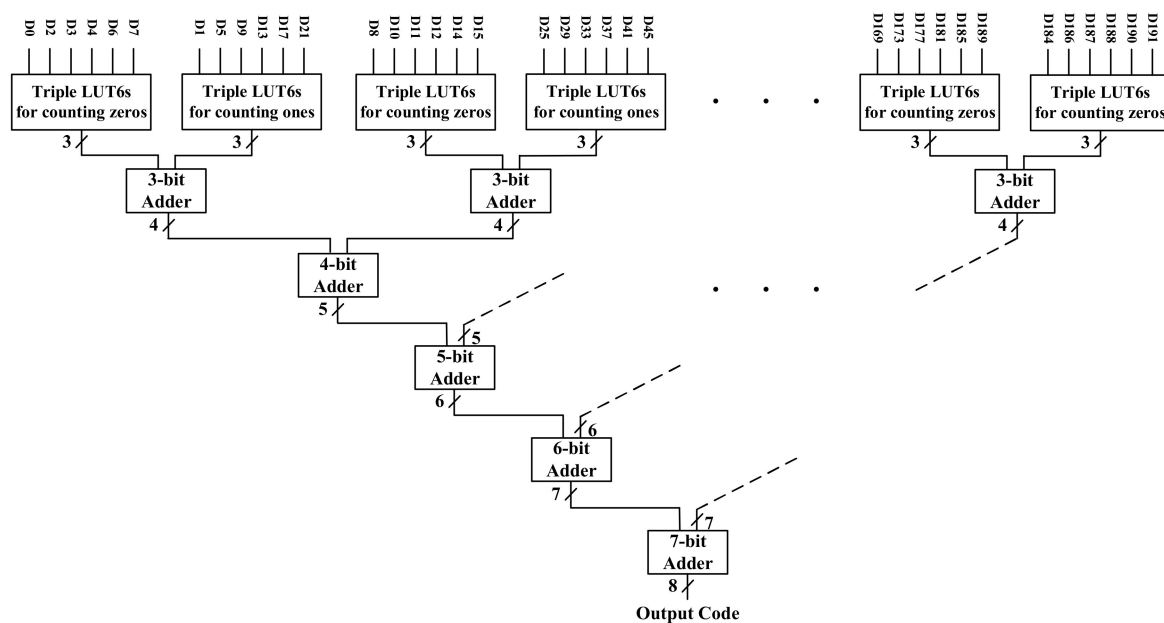 D0 D2 D3 D4 D6 D7 D1 D5 D9 D13 D17 D21 D8 D10 D11 D12 D14 D15 D25 D29 D33 D37 D41 D45 D169 D173 D177 D181 D185 D189 D184 D186 D187 D188 D190 D191
Triple LUT6s
for counting zeros
Triple LUT6s
for counting ones
Triple LUT6s
for counting zeros
Triple LUT6s
for counting ones
Triple LUT6s
for counting zeros
Triple LUT6s
for counting zeros
3 3 3 3 3 3
3-bit
Adder
3-bit
Adder
3-bit
Adder
4 4 4
4-bit
Adder
5 5
5-bit
Adder
6 6
6-bit
Adder
7 7
7-bit
Adder
8
Output Code